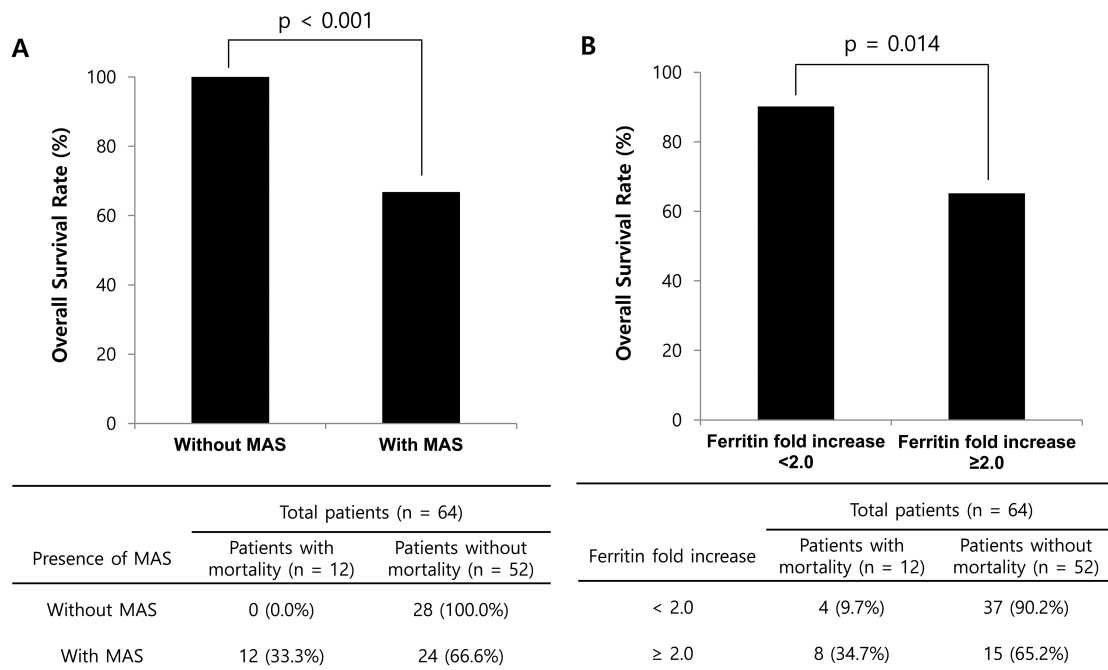 A
p < 0.001
Overall Survival Rate (%)
100
80
60
40
20
0
Without MAS
With MAS
Total patients (n = 64)
Presence of MAS
Patients with
mortality (n = 12)
Patients without
mortality (n = 52)
Without MAS
0 (0.0%)
28 (100.0%)
With MAS
12 (33.3%)
24 (66.6%)
B
p = 0.014
Overall Survival Rate (%)
100
80
60
40
20
0
Ferritin fold increase
<2.0
Ferritin fold increase
≥2.0
Total patients (n = 64)
Ferritin fold increase
Patients with
mortality (n = 12)
Patients without
mortality (n = 52)
< 2.0
4 (9.7%)
37 (90.2%)
≥ 2.0
8 (34.7%)
15 (65.2%)